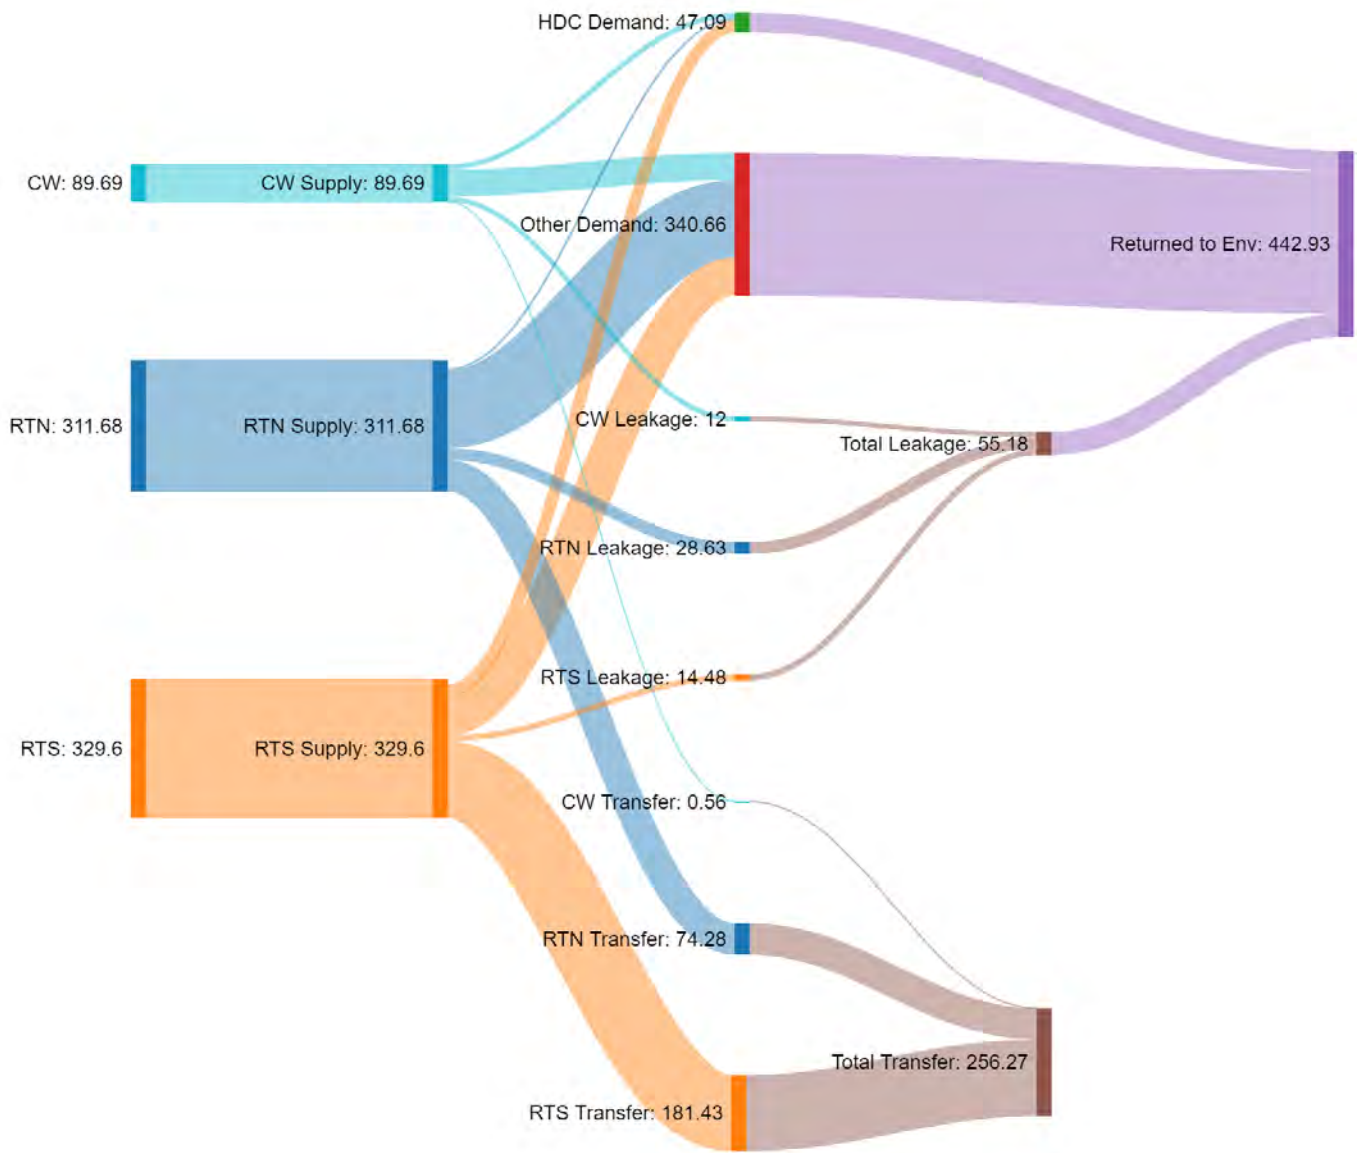 HDC Demand: 47.09
CW: 89.69
CW Supply: 89.69
Other Demand: 340.66
Returned to Env: 442.93
RTN: 311.68
RTN Supply: 311.68
CW Leakage: 12
Total Leakage: 55.18
RTN Leakage: 28.63
RTS Leakage: 14.48
RTS: 329.6
RTS Supply: 329.6
CW Transfer: 0.56
RTN Transfer: 74.28
Total Transfer: 256.27
RTS Transfer: 181.43